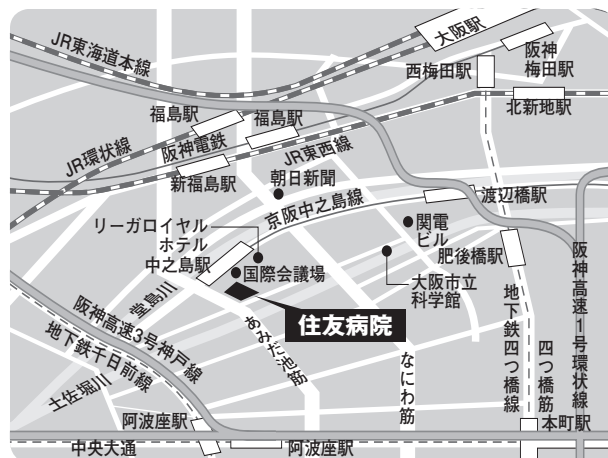 JR東海道本線
大阪駅
西梅田駅
阪神
梅田駅
北新地駅
福島駅
福島駅
JR環状線
阪神電鉄
新福島駅
JR東西線
朝日新聞
京阪中之島線
渡辺橋駅
リーガロイヤル
ホテル
中之島駅
国際会議場
関電
ビル
肥後橋駅
大阪市立
科学館
堂島川
住友病院
阪神高速3号神戸線
地下鉄千日前線
土佐堀川
あみだ池筋
なにわ筋
地下鉄四つ橋線
四つ橋筋
阪神高速1号環状線
本町駅
阿波座駅
中央大通
阿波座駅